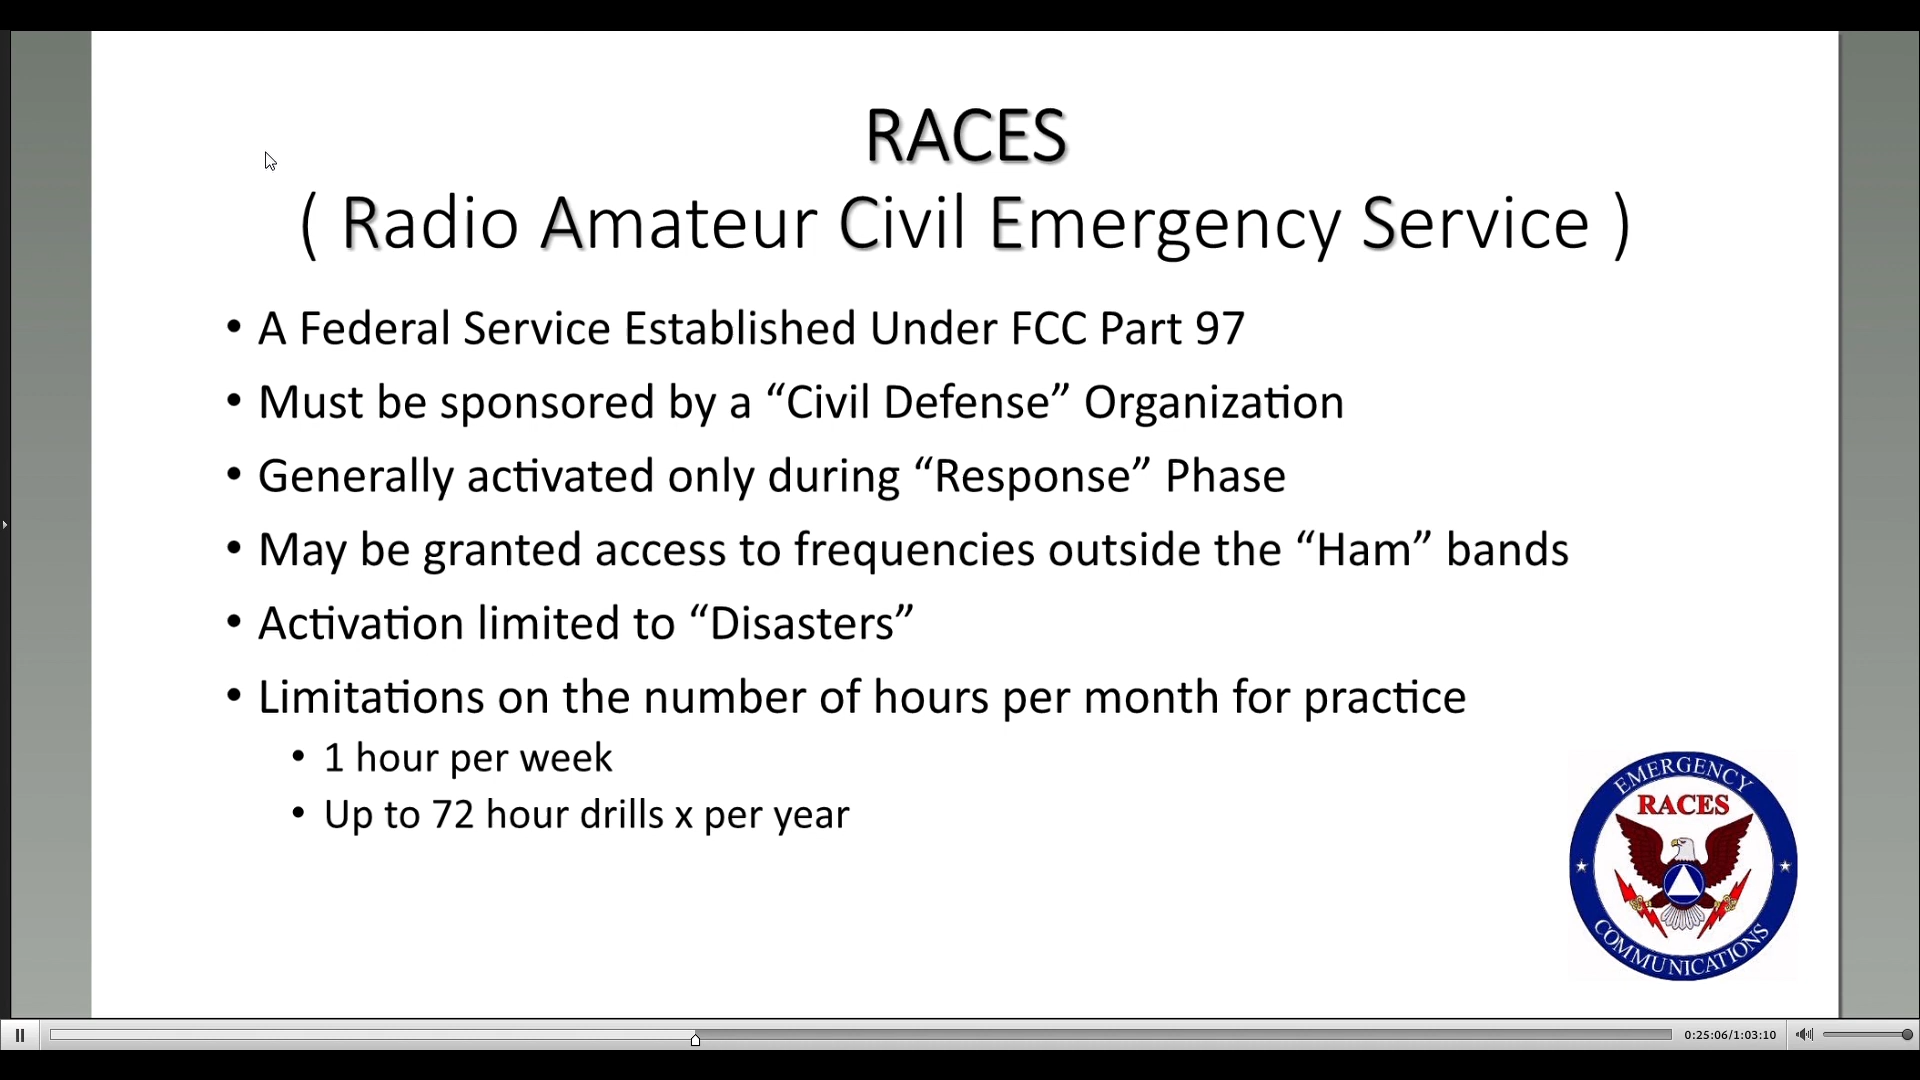 RACES
( Radio Amateur Civil Emergency Service )
• A Federal Service Established Under FCC Part 97
• Must be sponsored by a “Civil Defense” Organization
• Generally activated only during “Response” Phase
• May be granted access to frequencies outside the “Ham” bands
• Activation limited to “Disasters”
• Limitations on the number of hours per month for practice
• 1 hour per week
• Up to 72 hour drills x per year
EMERGENCY
RACES
COMMUNICATIONS
0:25:06/1:03:10